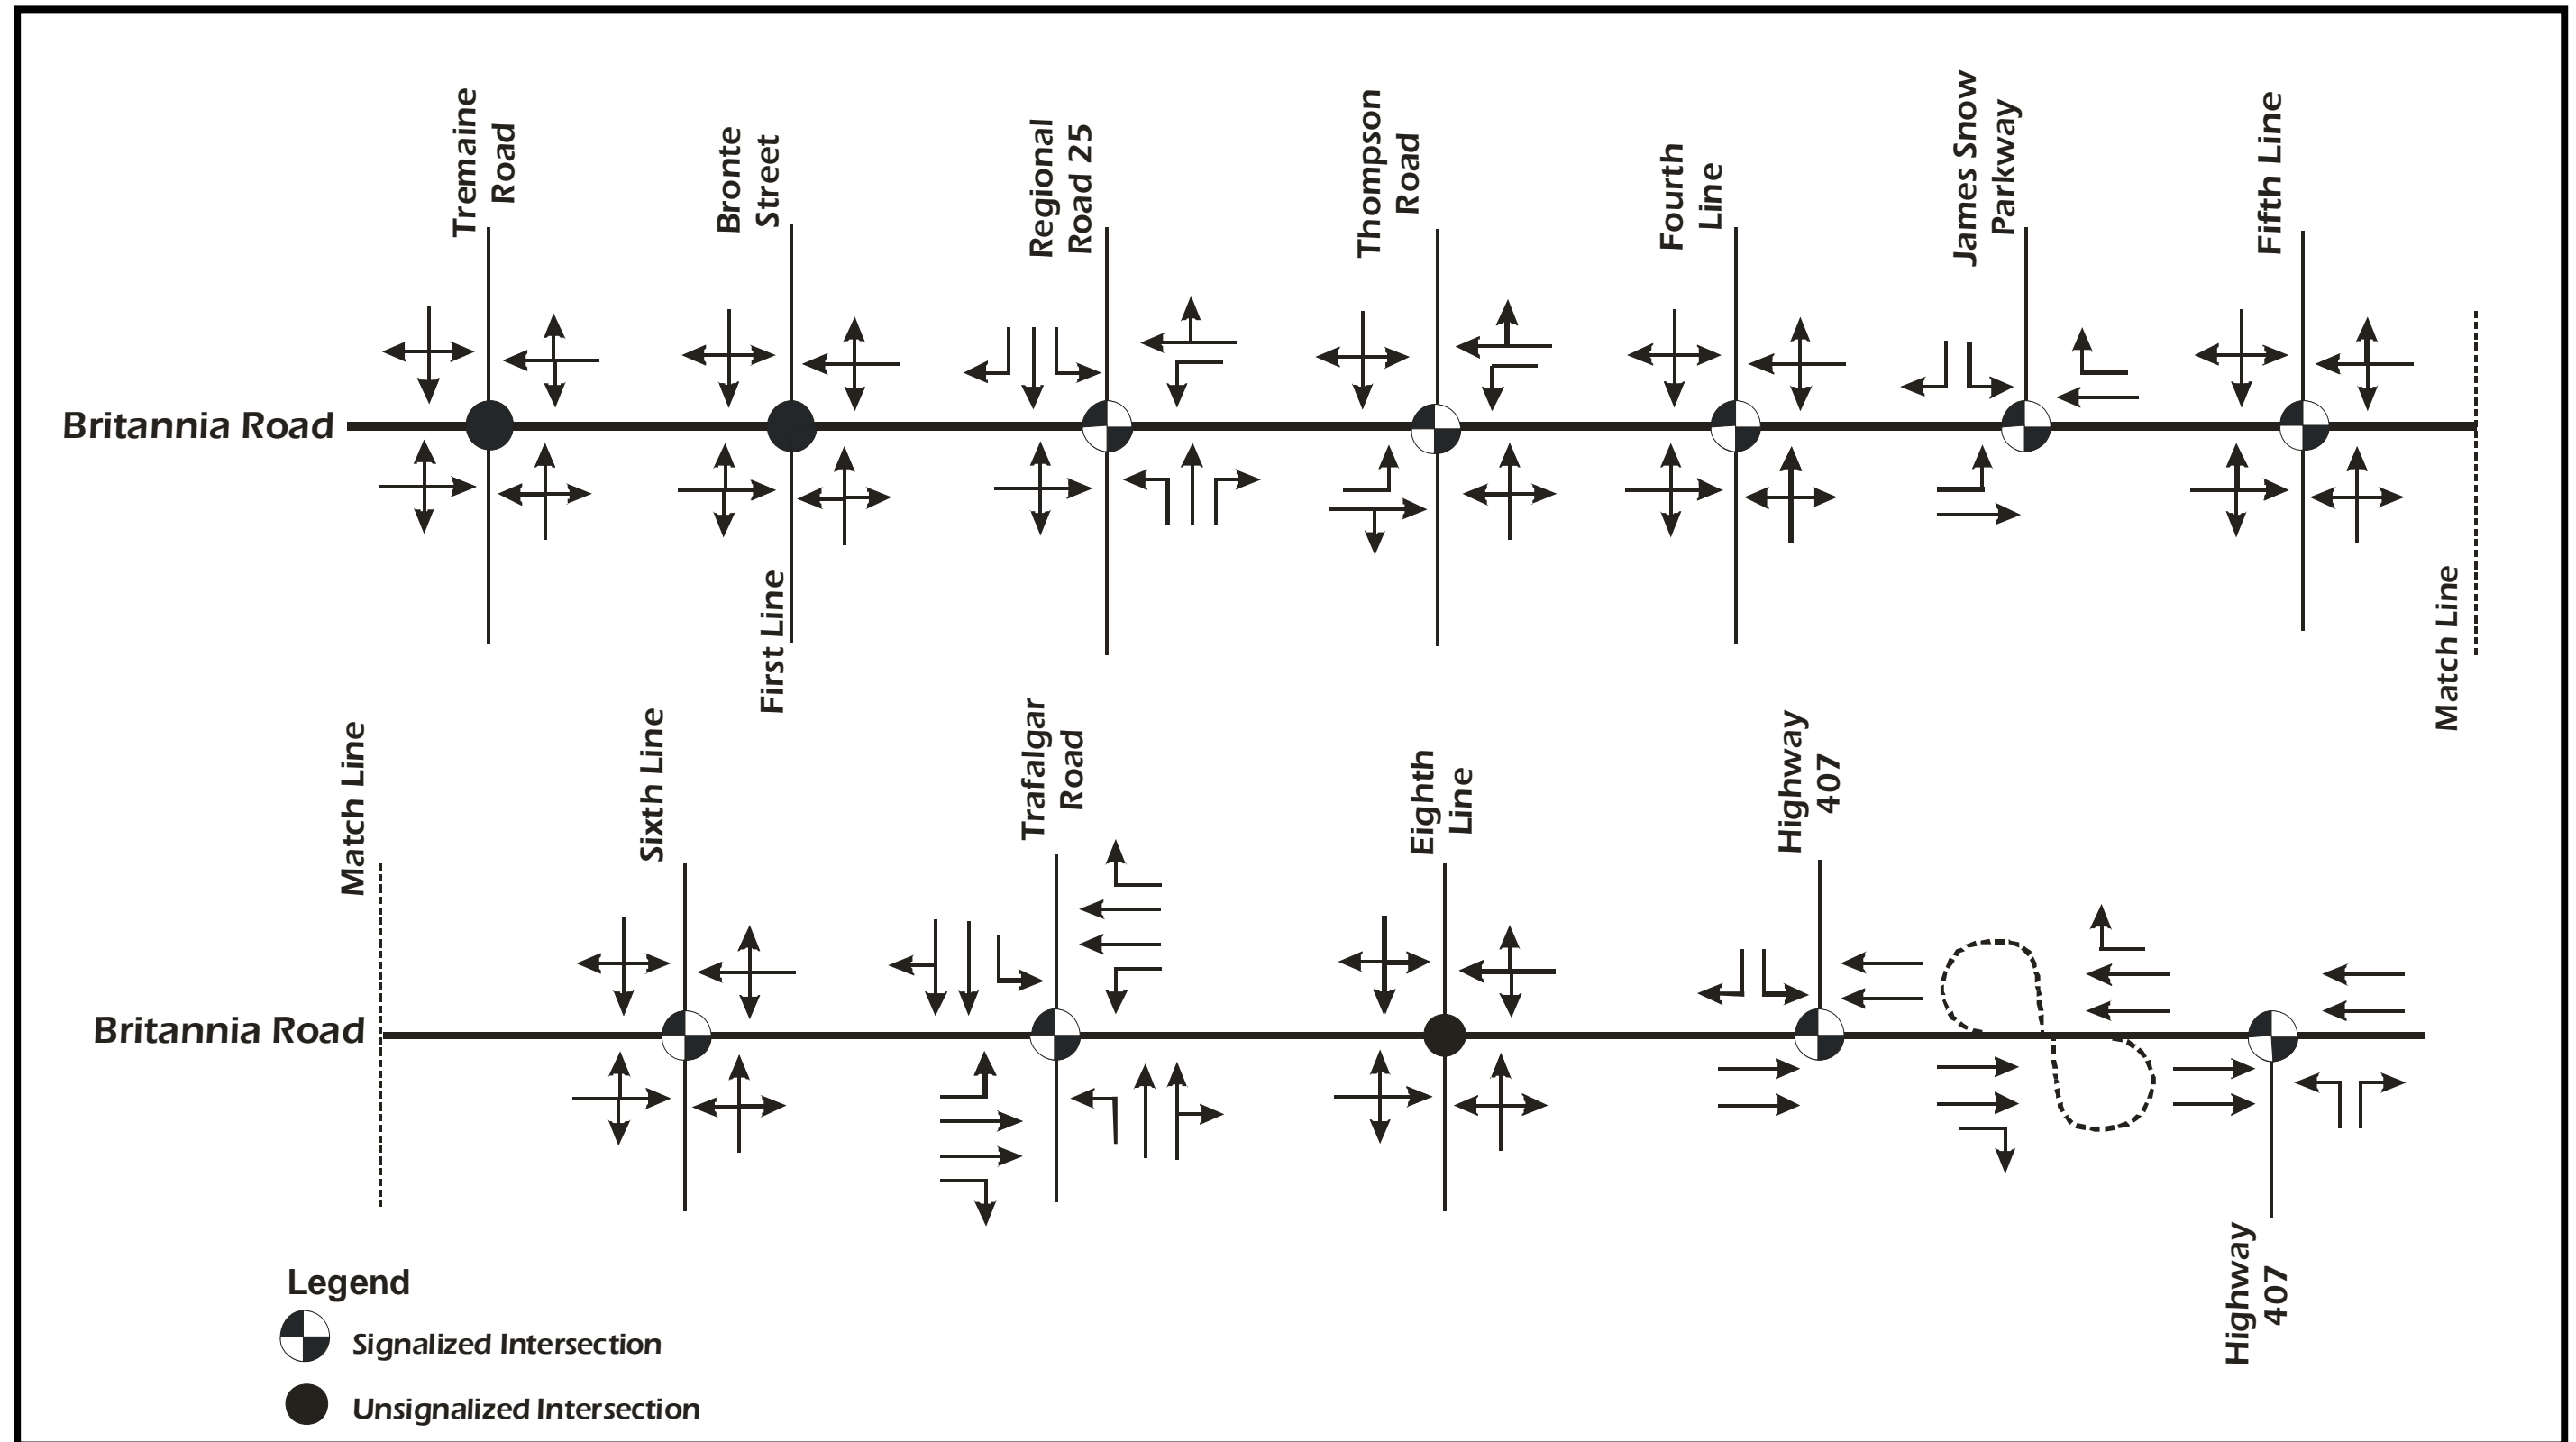 Tremaine
Road
Bronte
Street
Regional
Road 25
Thompson
Road
Fourth
Line
James Snow
Parkway
Fifth Line
Britannia Road
First Line
Match Line
Match Line
Sixth Line
Trafalgar
Road
Eighth
Line
Highway
407
Britannia Road
Highway
407
Legend
Signalized Intersection
Unsignalized Intersection